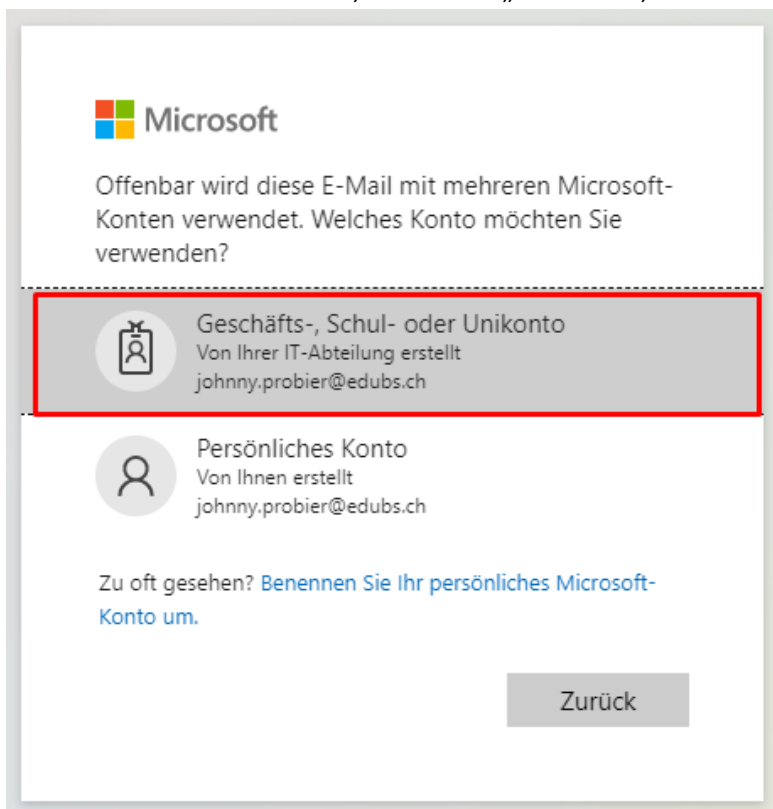 Microsoft
Offenbar wird diese E-Mail mit mehreren Microsoft-
Konten verwendet. Welches Konto möchten Sie
verwenden?
Geschäfts-, Schul- oder Unikonto
Von Ihrer IT-Abteilung erstellt
johnny.probier@edubs.ch
Persönliches Konto
Von Ihnen erstellt
johnny.probier@edubs.ch
Zu oft gesehen? Benennen Sie Ihr persönliches Microsoft-
Konto um.
Zurück